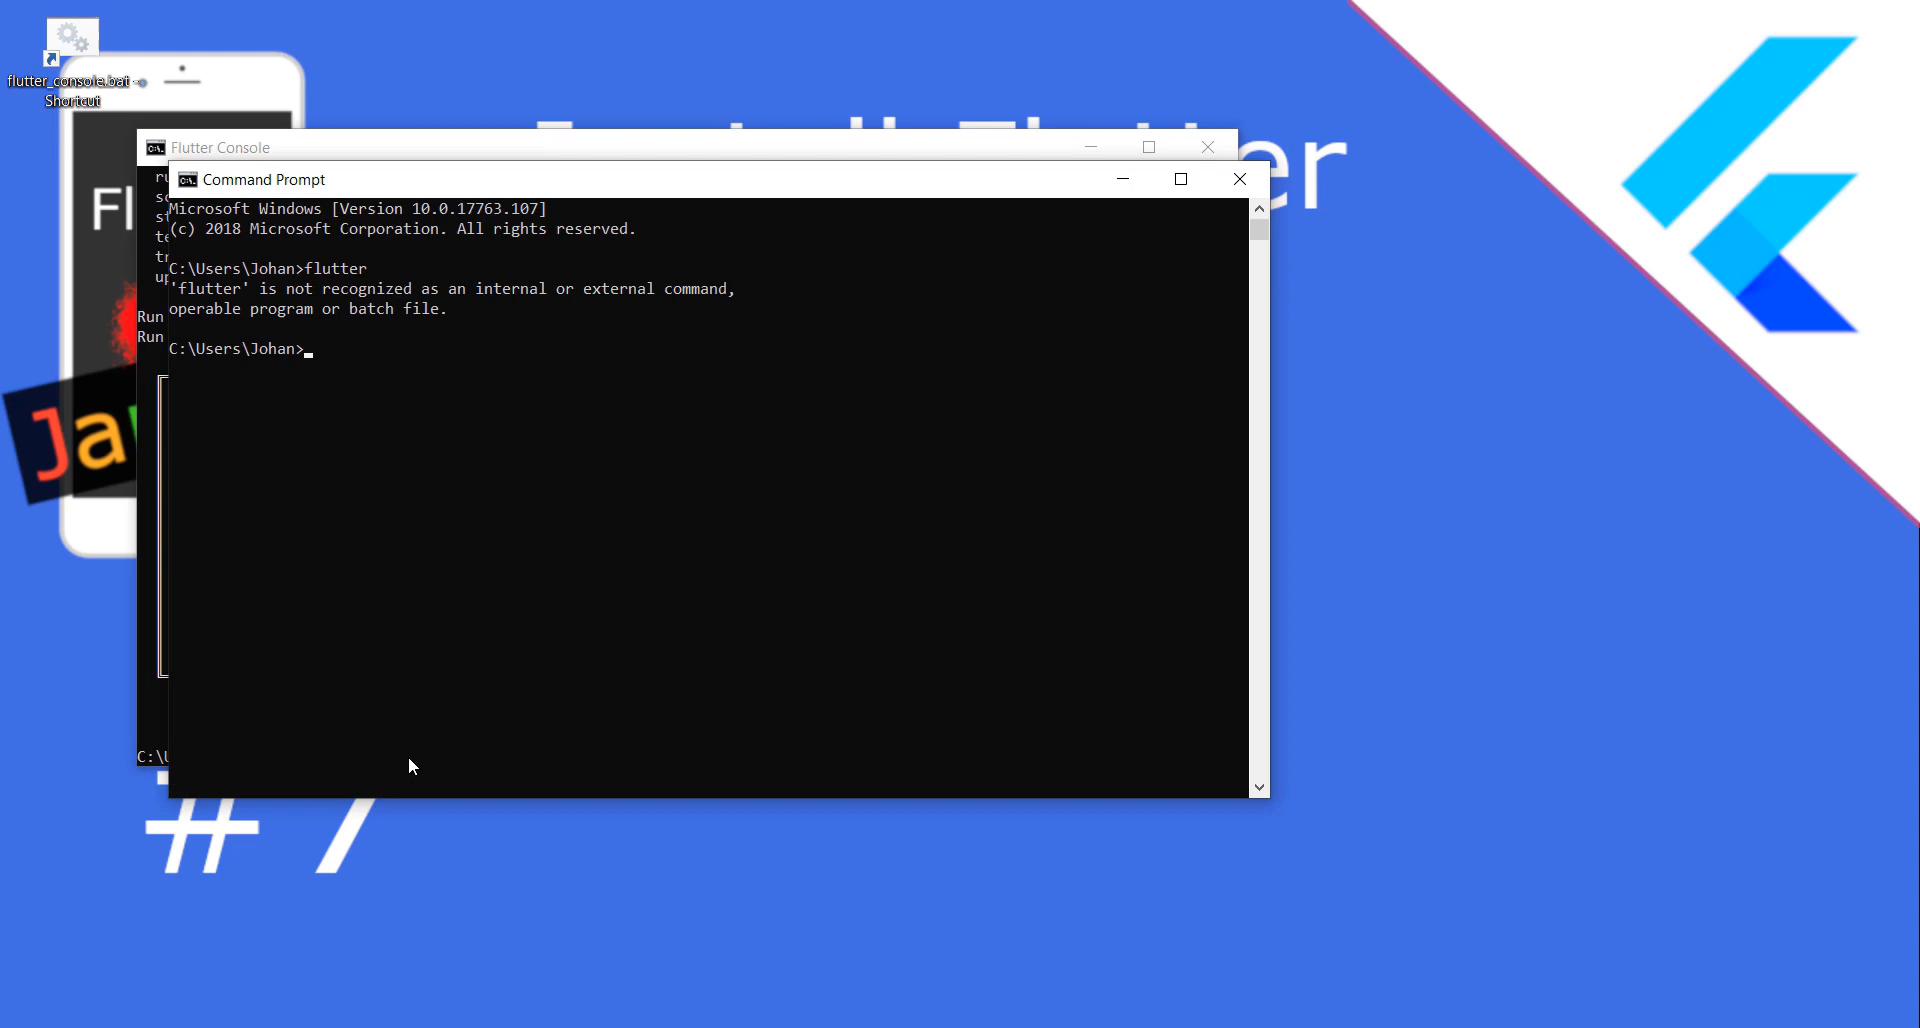 flutter_console.bat -
Shortcut
Flutter Console
Command Prompt
Microsoft Windows [Version 10.0.17763.107]
(c) 2018 Microsoft Corporation. All rights reserved.
C:\Users\Johan>flutter
'flutter' is not recognized as an internal or external command,
operable program or batch file.
C:\Users\Johan>
Run
Run
C:\U
#7